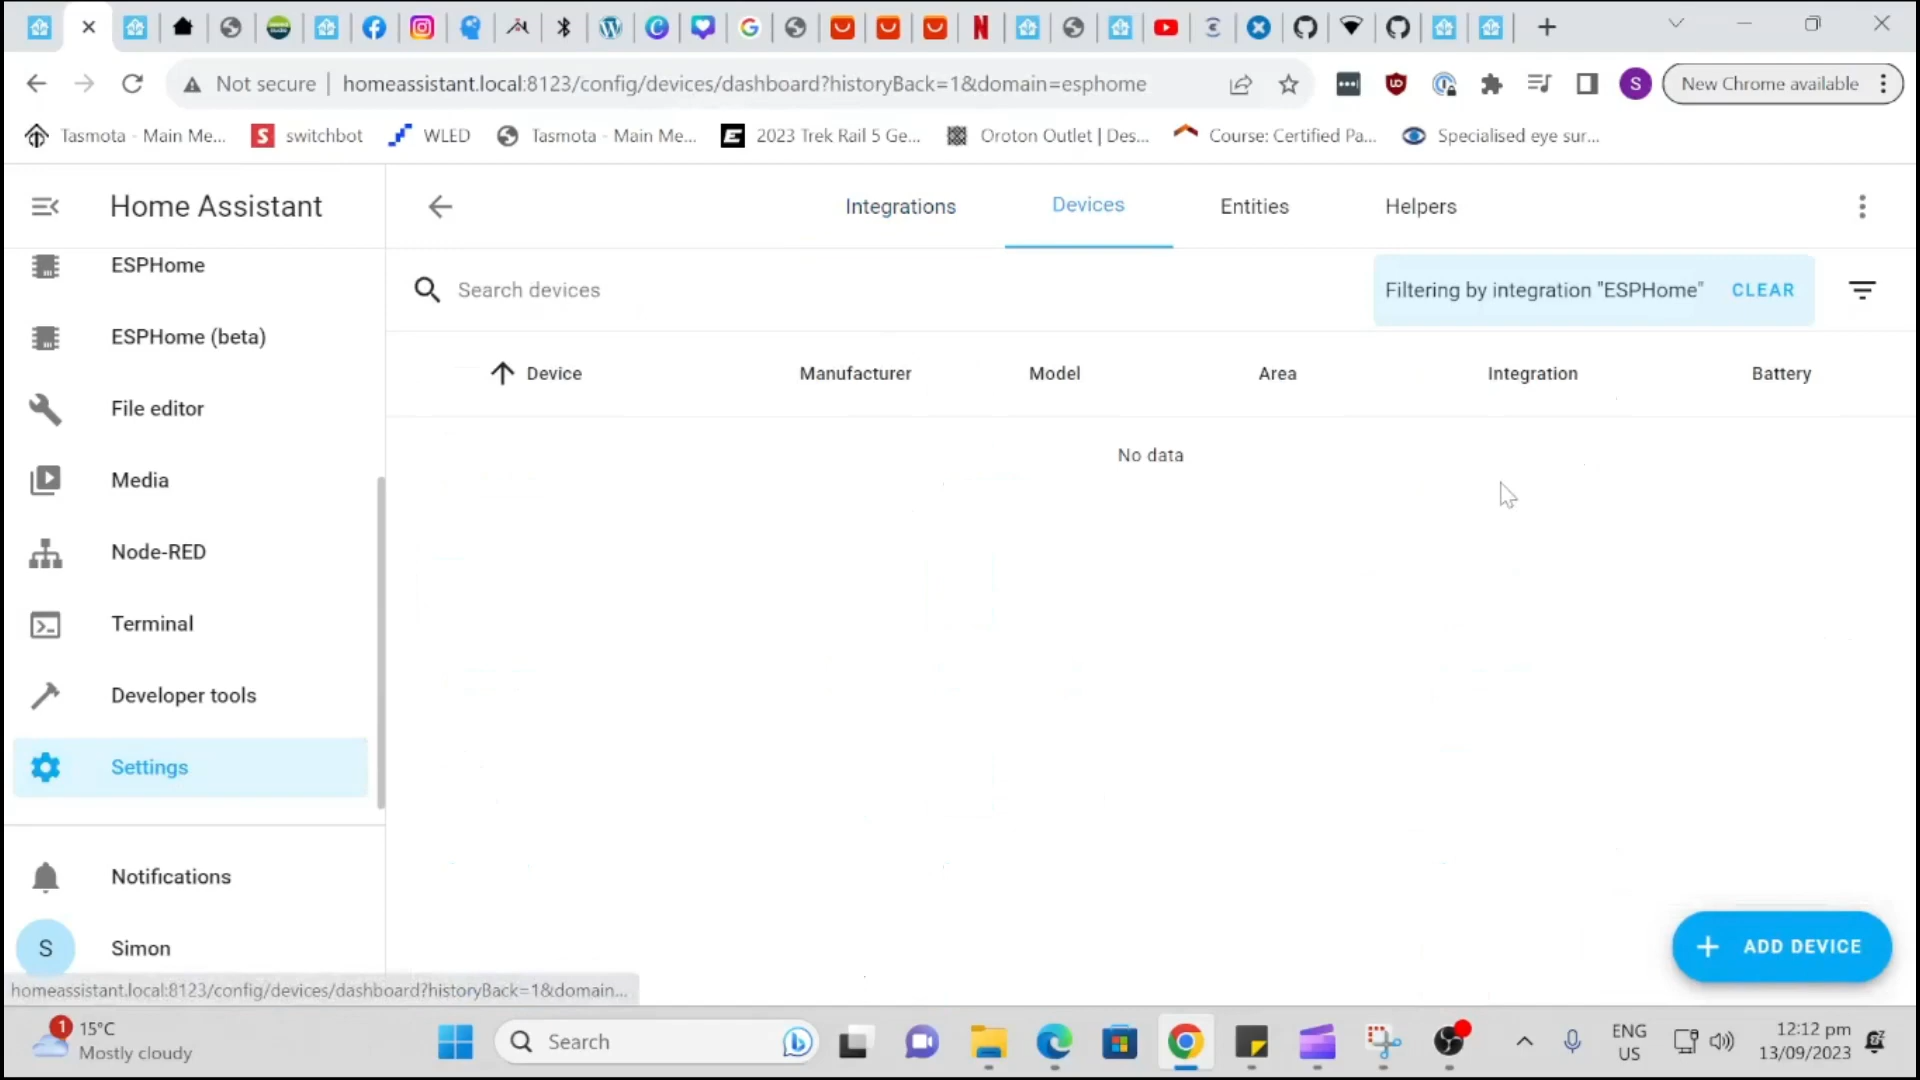 Not secure
homeassistant.local:8123/config/devices/dashboard?historyBack=1&domain=esphome
S
New Chrome available
Tasmota - Main Me...
switchbot
WLED
Tasmota - Main Me...
2023 Trek Rail 5 Ge...
Oroton Outlet | Des...
Course: Certified Pa...
Specialised eye sur...
Home Assistant
Integrations
Devices
Entities
Helpers
ESPHome
ESPHome (beta)
File editor
Media
Node-RED
Terminal
Developer tools
Settings
Notifications
S
Simon
Search devices
Filtering by integration "ESPHome"
CLEAR
Device
Manufacturer
Model
Area
Integration
Battery
No data
+ ADD DEVICE
homeassistant.local:8123/config/devices/dashboard?historyBack=1&domain...
1
15°C
Mostly cloudy
Search
ENG
US
12:12 pm
13/09/2023